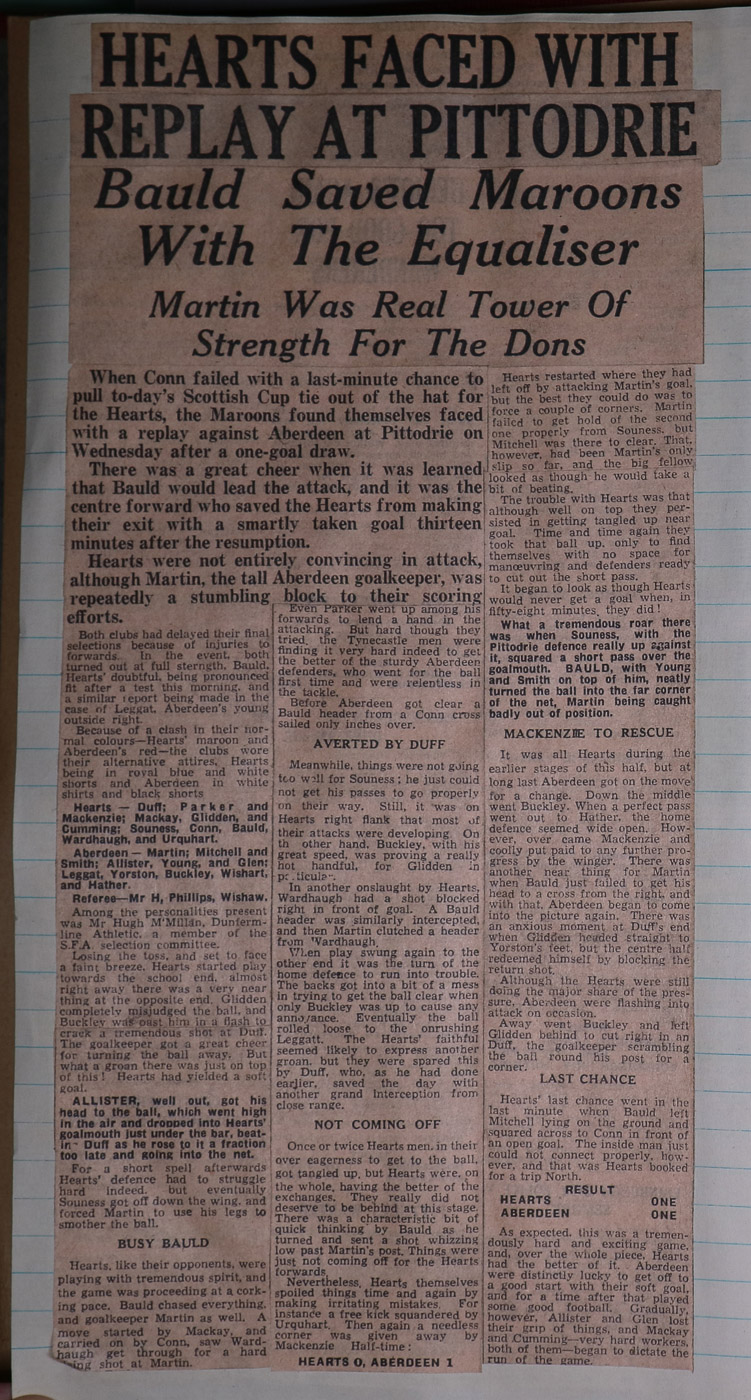 HEARTS FACED WITH
REPLAY AT PITTODRIE
Bauld Saved Maroons
With The Equaliser
Martin Was Real Tower Of
Strength For The Dons
When Conn failed with a last-minute chance to
pull to-day's Scottish Cup tie out of the hat for
the Hearts, the Maroons found themselves faced
with a replay against Aberdeen at Pittodrie on
Wednesday after a one-goal draw.
There was a great cheer when it was learned
that Bauld would lead the attack, and it was the
centre forward who saved the Hearts from making
their exit with a smartly taken goal thirteen
minutes after the resumption.
Hearts were not entirely convincing in attack,
although Martin, the tall Aberdeen goalkeeper, was
repeatedly a stumbling block to their scoring
efforts.
Both clubs had delayed their final
selections because of injuries to
forwards. In the event, both
turned out at full sterngth, Bauld,
Hearts' doubtful, being pronounced
fit after a test this morning, and
a similar report being made in the
case of Leggat, Aberdeen's young
outside right.
Because of a clash in their nor-
mal colours—Hearts' maroon and
Aberdeen's red—the clubs wore
their alternative attires, Hearts
being in royal blue and white
shorts and Aberdeen in white
shirts and black shorts
Hearts — Duff; Parker and
Mackenzie; Mackay, Glidden, and
Cumming; Souness, Conn, Bauld,
Wardhaugh, and Urquhart.
Aberdeen — Martin; Mitchell and
Smith; Allister, Young, and Glen;
Leggat, Yorston, Buckley, Wishart,
and Hather.
Referee—Mr H. Phillips, Wishaw.
Among the personalities present
was Mr Hugh M'Millan, Dunferm-
line Athletic, a member of the
S.F.A. selection committee.
Losing the toss, and set to face
a faint breeze, Hearts started play
towards the school end, almost
right away there was a very near
thing at the opposite end. Glidden
completely misjudged the ball, and
Buckley was past him in a flash to
crack a tremendous shot at Duff.
The goalkeeper got a great cheer
for turning the ball away. But
what a groan there was just on top
of this! Hearts had yielded a soft
goal.
ALLISTER, well out, got his
head to the ball, which went high
in the air and dropped into Hearts'
goalmouth just under the bar, beat-
in- Duff as he rose to it a fraction
too late and going into the net.
For a short spell afterwards
Hearts' defence had to struggle
hard indeed, but eventually
Souness got off down the wing, and
forced Martin to use his legs to
smother the ball.
BUSY BAULD
Hearts, like their opponents, were
playing with tremendous spirit, and
the game was proceeding at a cork-
ing pace. Bauld chased everything,
and goalkeeper Martin as well. A
move started by Mackay, and
carried on by Conn, saw Ward-
haugh get through for a hard
shot at Martin.
Even Parker went up among his
forwards to lend a hand in the
attacking. But hard though they
tried, the Tynecastle men were
finding it very hard indeed to get
the better of the sturdy Aberdeen
defenders, who went for the ball
first time and were relentless in
the tackle.
Before Aberdeen got clear a
Bauld header from a Conn cross
sailed only inches over.
AVERTED BY DUFF
Meanwhile, things were not going
too w-ll for Souness; he just could
not get his passes to go properly
on their way. Still, it was on
Hearts right flank that most of
their attacks were developing. On
th other hand, Buckley, with his
great speed, was proving a really
hot handful, for Glidden in
In another onslaught by Hearts,
Wardhaugh had a shot blocked
right in front of goal. A Bauld
header was similarly intercepted,
and then Martin clutched a header
from Wardhaugh
When play swung again to the
other end it was the turn of the
home defence to run into trouble.
The backs got into a bit of a mess
in trying to get the ball clear when
only Buckley was up to cause any
annoyance. Eventually the ball
rolled loose to the onrushing
Leggatt. The Hearts' faithful
seemed likely to express another
groan, but they were spared this
by Duff, who, as he had done
earlier, saved the day with
another grand interception from
close range.
NOT COMING OFF
Once or twice Hearts men, in their
over eagerness to get to the ball,
got tangled up, but Hearts were, on
the whole, having the better of the
exchanges. They really did not
deserve to be behind at this stage.
There was a characteristic bit of
quick thinking by Bauld as he
turned and sent a shot whizzing
low past Martin's post. Things were
just not coming off for the Hearts
forwards.
Nevertheless, Hearts themselves
spoiled things time and again by
making irritating mistakes. For
instance a free kick squandered by
Urquhart. Then again a needless
corner was given away by
Mackenzie Half-time:
HEARTS 0, ABERDEEN 1
Hearts restarted where they had
left off by attacking Martin's goal,
but the best they could do was to
force a couple of corners. Martin
failed to get hold of the second
one properly from Souness, but
Mitchell was there to clear. That,
however, had been Martin's only
slip so far, and the big fellow
looked as though he would take a
bit of beating.
The trouble with Hearts was that
although well on top they per-
sisted in getting tangled up near
goal. Time and time again they
took that ball up, only to find
themselves with no space for
manœuvring and defenders ready
to cut out the short pass.
It began to look as though Hearts
would never get a goal when, in
fifty-eight minutes, they did!
What a tremendous roar there
was when Souness, with the
Pittodrie defence really up against
it, squared a short pass over the
goalmouth. BAULD, with Young
and Smith on top of him, neatly
turned the ball into the far corner
of the net, Martin being caught
badly out of position.
MACKENZIE TO RESCUE
It was all Hearts during the
earlier stages of this half, but at
long last Aberdeen got on the move
for a change. Down the middle
went Buckley. When a perfect pass
went out to Hather, the home
defence seemed wide open. How-
ever, over came Mackenzie and
coolly put paid to any further pro-
gress by the winger. There was
another near thing for Martin
when Bauld just failed to get his
head to a cross from the right, and
with that, Aberdeen began to come
into the picture again. There was
an anxious moment at Duff's end
when Glidden headed straight to
Yorston's feet, but the centre half
redeemed himself by blocking the
return shot.
Although the Hearts were still
doing the major share of the pres-
sure, Aberdeen were flashing into
attack on occasion.
Away went Buckley and left
Glidden behind to cut right in an
Duff, the goalkeeper scrambling
the ball round his post for a
corner.
LAST CHANCE
Hearts' last chance went in the
last minute when Bauld left
Mitchell lying on the ground and
squared across to Conn in front of
an open goal. The inside man just
could not connect properly, how-
ever, and that was Hearts booked
for a trip North.
RESULT
HEARTS ONE
ABERDEEN ONE
As expected, this was a tremen-
dously hard and exciting game,
and, over the whole piece, Hearts
had the better of it. Aberdeen
were distinctly lucky to get off to
a good start with their soft goal,
and for a time after that played
some good football. Gradually,
however, Allister and Glen lost
their grip of things, and Mackay
and Cumming—very hard workers,
both of them—began to dictate the
run of the game.